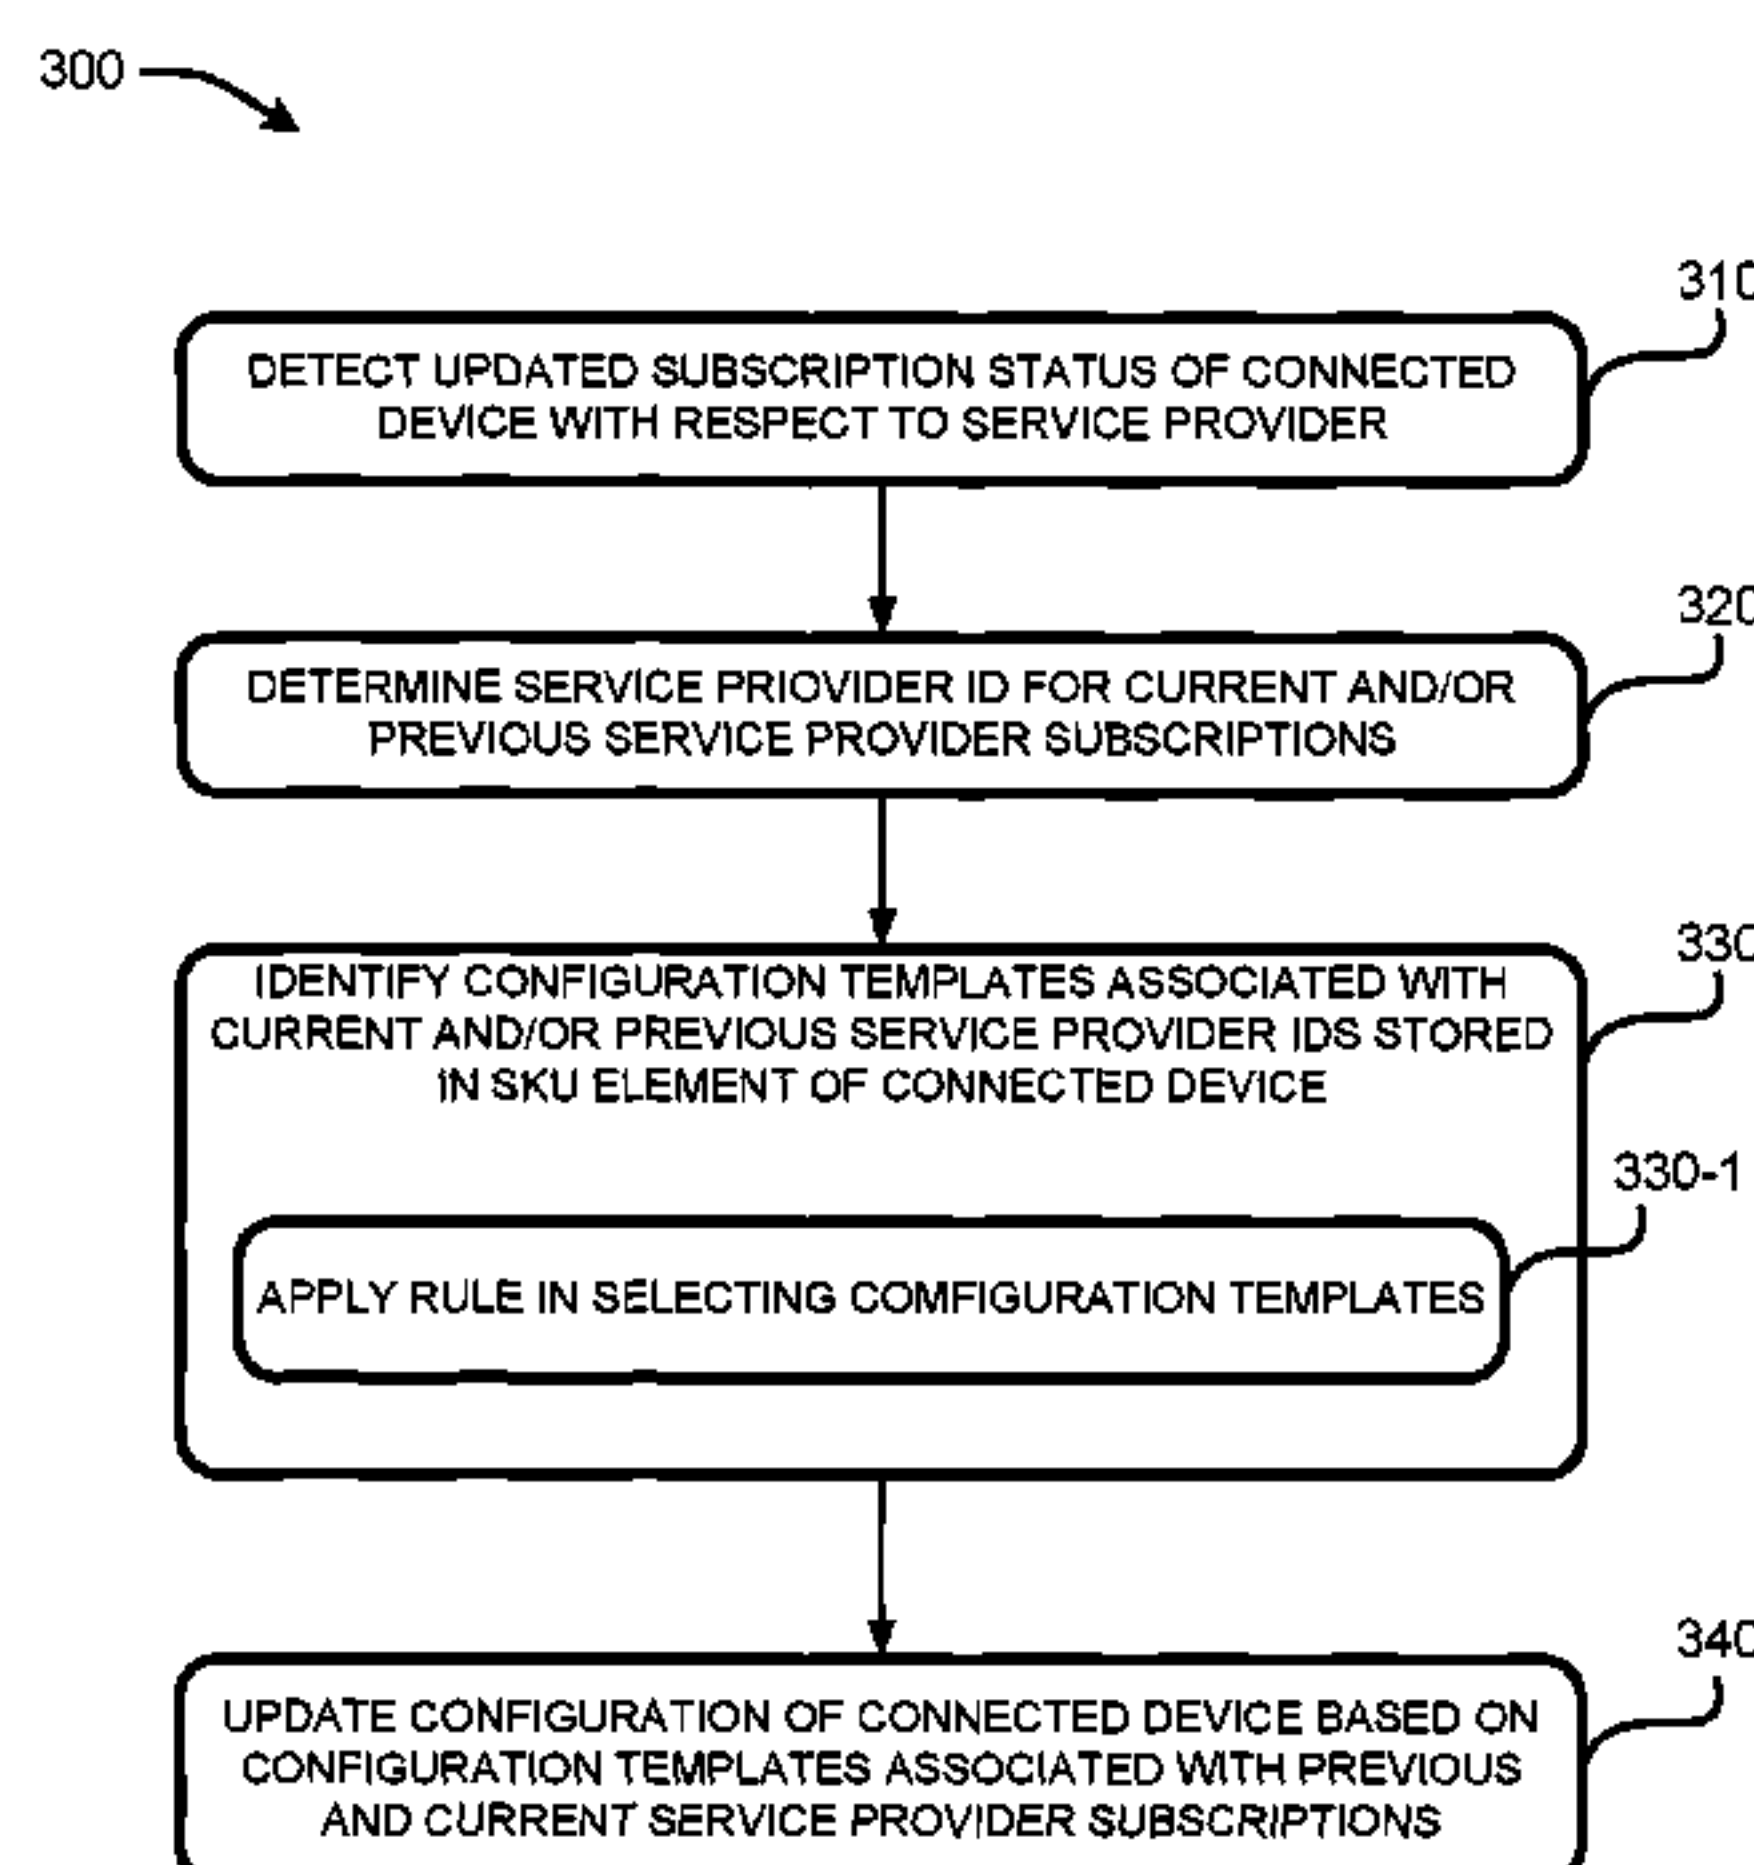 300
310
DETECT UPDATED SUBSCRIPTION STATUS OF CONNECTED
DEVICE WITH RESPECT TO SERVICE PROVIDER
320
DETERMINE SERVICE PRIOVIDER ID FOR CURRENT AND/OR
PREVIOUS SERVICE PROVIDER SUBSCRIPTIONS
330
IDENTIFY CONFIGURATION TEMPLATES ASSOCIATED WITH
CURRENT AND/OR PREVIOUS SERVICE PROVIDER IDS STORED
IN SKU ELEMENT OF CONNECTED DEVICE
330-1
APPLY RULE IN SELECTING COMFIGURATION TEMPLATES
340
UPDATE CONFIGURATION OF CONNECTED DEVICE BASED ON
CONFIGURATION TEMPLATES ASSOCIATED WITH PREVIOUS
AND CURRENT SERVICE PROVIDER SUBSCRIPTIONS